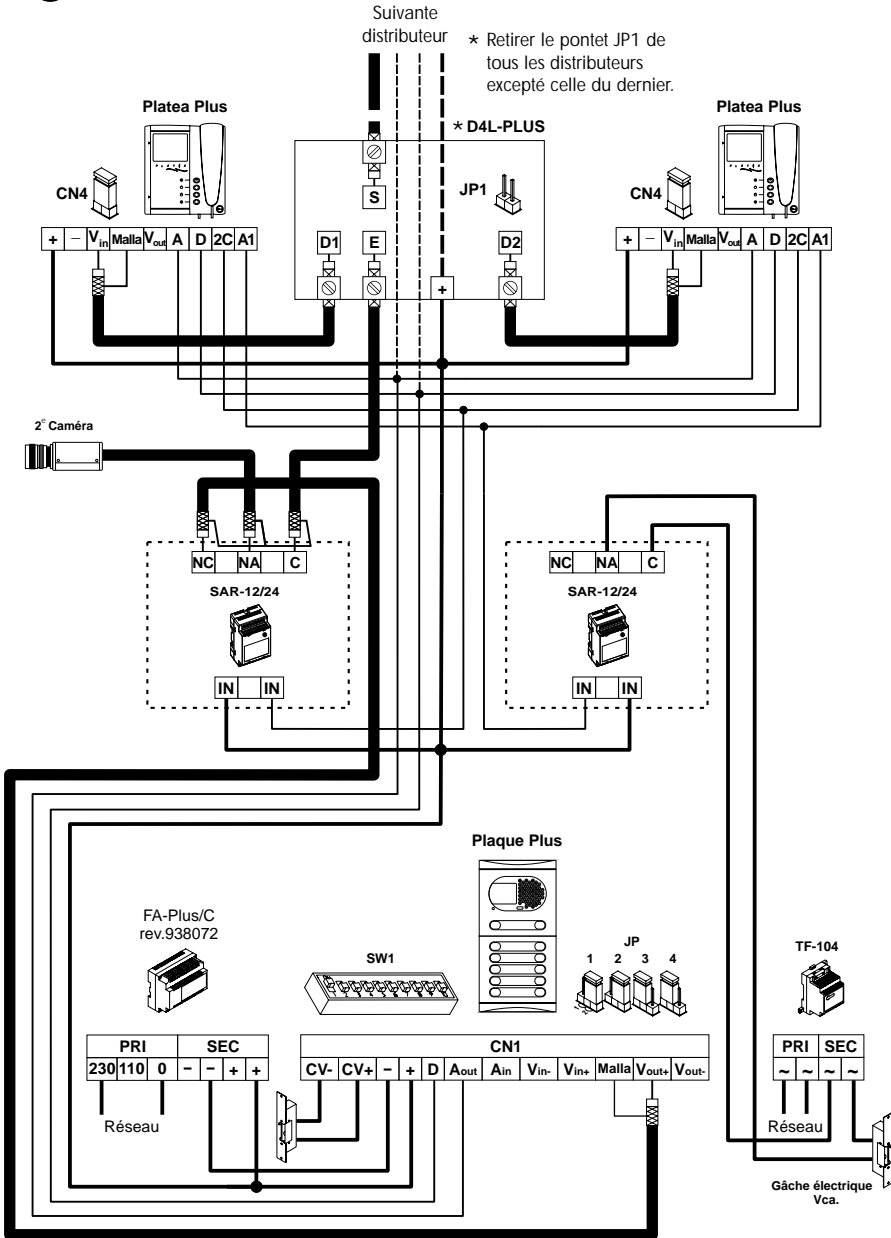 Suivante
distributeur
* Retirer le pontet JP1 de
tous les distributeurs
excepté celle du dernier.
Platea Plus
* D4L-PLUS
Platea Plus
CN4
S
JP1
CN4
+ – Vin Malla Vout A D 2C A1
D1 E D2
+ – Vin Malla Vout A D 2C A1
+
2e Caméra
NC NA C
NC NA C
SAR-12/24
SAR-12/24
IN IN
IN IN
Plaque Plus
FA-Plus/C
rev.938072
SW1
JP
1 2 3 4
TF-104
PRI SEC
230 110 0 – – + +
CN1
CV- CV+ – + D Aout Ain Vin- Vin+ Malla Vout+ Vout-
PRI SEC
~ ~ ~ ~
Réseau
Réseau
Gâche électrique
Vca.